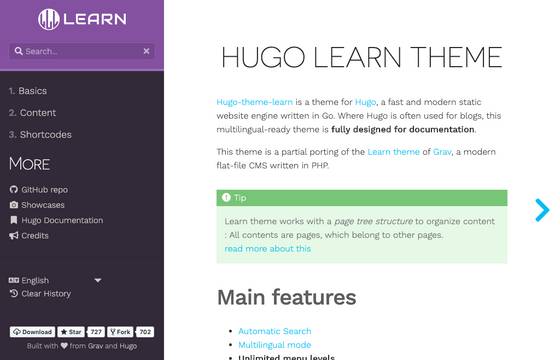 LEARN
Search...
1. Basics
2. Content
3. Shortcodes
MORE
GitHub repo
Showcases
Hugo Documentation
Credits
English
Clear History
Download
Star
727
Fork
702
Built with ❤ from Grav and Hugo
HUGO LEARN THEME
Hugo-theme-learn is a theme for Hugo, a fast and modern static
website engine written in Go. Where Hugo is often used for blogs, this
multilingual-ready theme is fully designed for documentation.
This theme is a partial porting of the Learn theme of Grav, a modern
flat-file CMS written in PHP.
Tip
Learn theme works with a page tree structure to organize content
: All contents are pages, which belong to other pages.
read more about this
Main features
Automatic Search
Multilingual mode
Unlimited menu levels